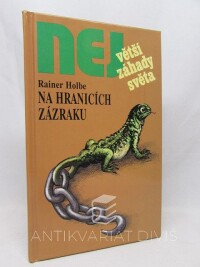 NEJ
větší
záhady
světa
Rainer Holbe
NA HRANICÍCH
ZÁZRAKU
ANTIKVARIÁT DIVIŠ